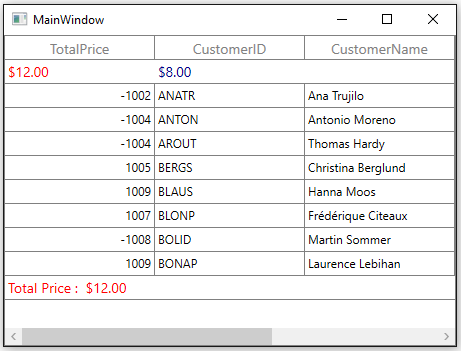 MainWindow
TotalPrice CustomerID CustomerName
$12.00 $8.00
-1002 ANATR Ana Trujilo
-1004 ANTON Antonio Moreno
-1004 AROUT Thomas Hardy
1005 BERGS Christina Berglund
1009 BLAUS Hanna Moos
1007 BLONP Frédérique Citeaux
-1008 BOLID Martin Sommer
1009 BONAP Laurence Lebihan
Total Price : $12.00